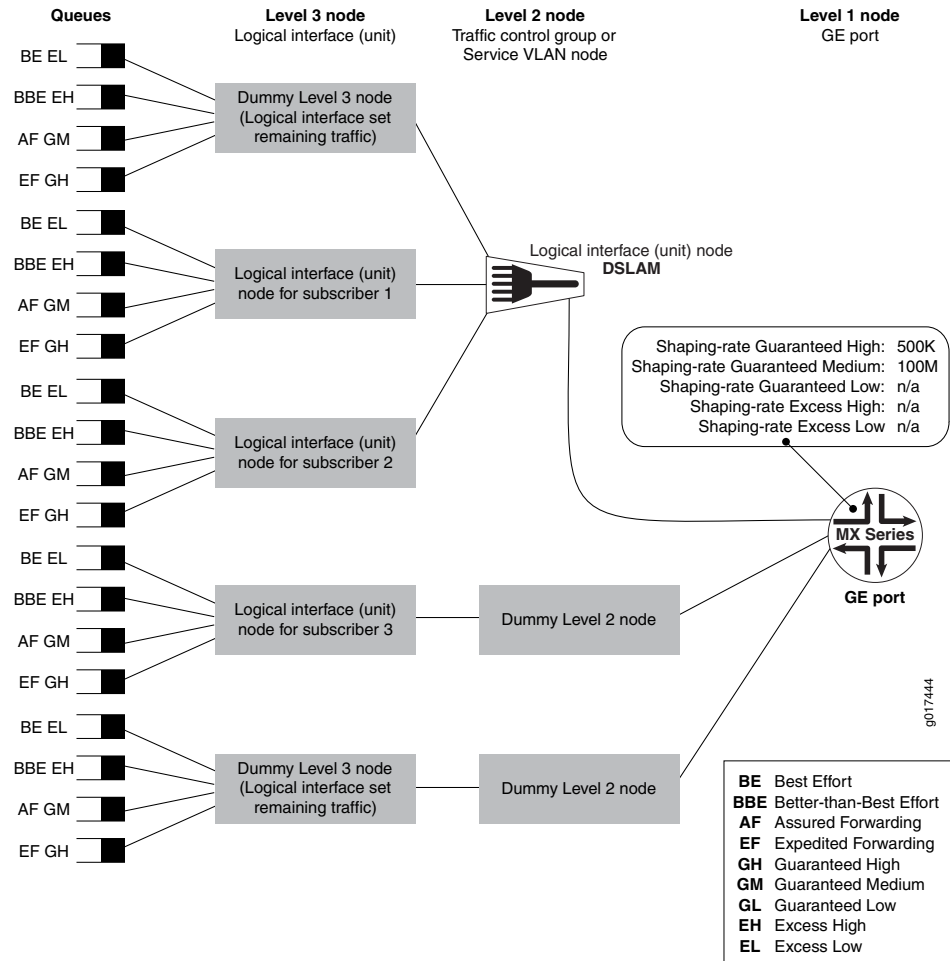 Queues
Level 3 node
Logical interface (unit)
Level 2 node
Traffic control group or
Service VLAN node
Level 1 node
GE port
BE EL
BBE EH
AF GM
EF GH
Dummy Level 3 node
(Logical interface set
remaining traffic)
BE EL
BBE EH
AF GM
EF GH
Logical interface (unit)
node for subscriber 1
Logical interface (unit) node
DSLAM
BE EL
BBE EH
AF GM
EF GH
Logical interface (unit)
node for subscriber 2
Shaping-rate Guaranteed High: 500K
Shaping-rate Guaranteed Medium: 100M
Shaping-rate Guaranteed Low: n/a
Shaping-rate Excess High: n/a
Shaping-rate Excess Low n/a
MX Series
GE port
BE EL
BBE EH
AF GM
EF GH
Logical interface (unit)
node for subscriber 3
Dummy Level 2 node
BE EL
BBE EH
AF GM
EF GH
Dummy Level 3 node
(Logical interface set
remaining traffic)
Dummy Level 2 node
g017444
BE Best Effort
BBE Better-than-Best Effort
AF Assured Forwarding
EF Expedited Forwarding
GH Guaranteed High
GM Guaranteed Medium
GL Guaranteed Low
EH Excess High
EL Excess Low